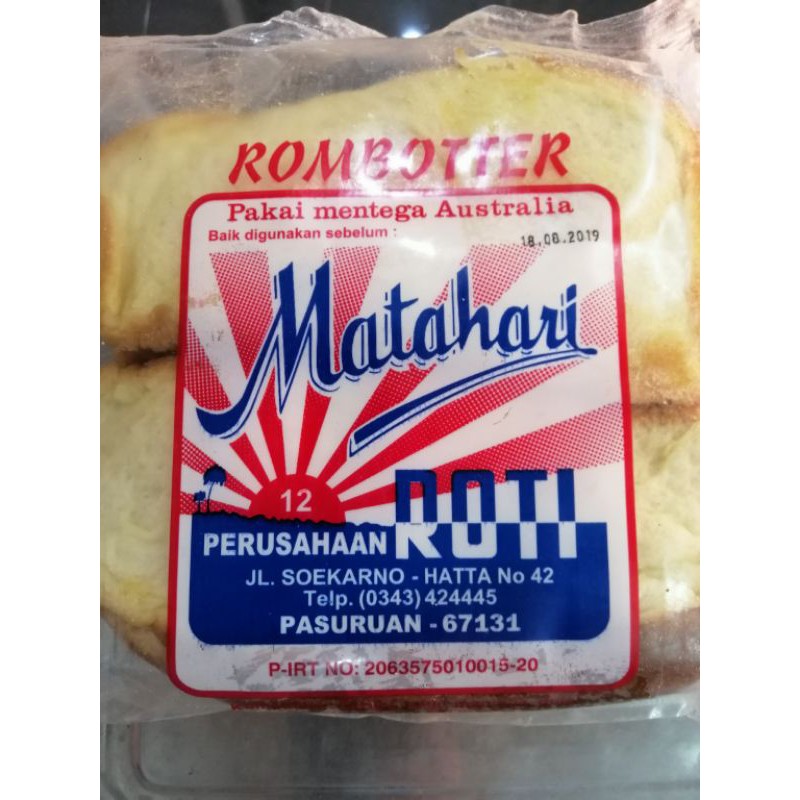 ROMBOTTER
Pakai mentega Australia
Baik digunakan sebelum : 18.08.2019
Matahari
12
PERUSAHAAN ROTI
JL. SOEKARNO - HATTA No 42
Telp. (0343) 424445
PASURUAN - 67131
P-IRT NO: 2063575010015-20